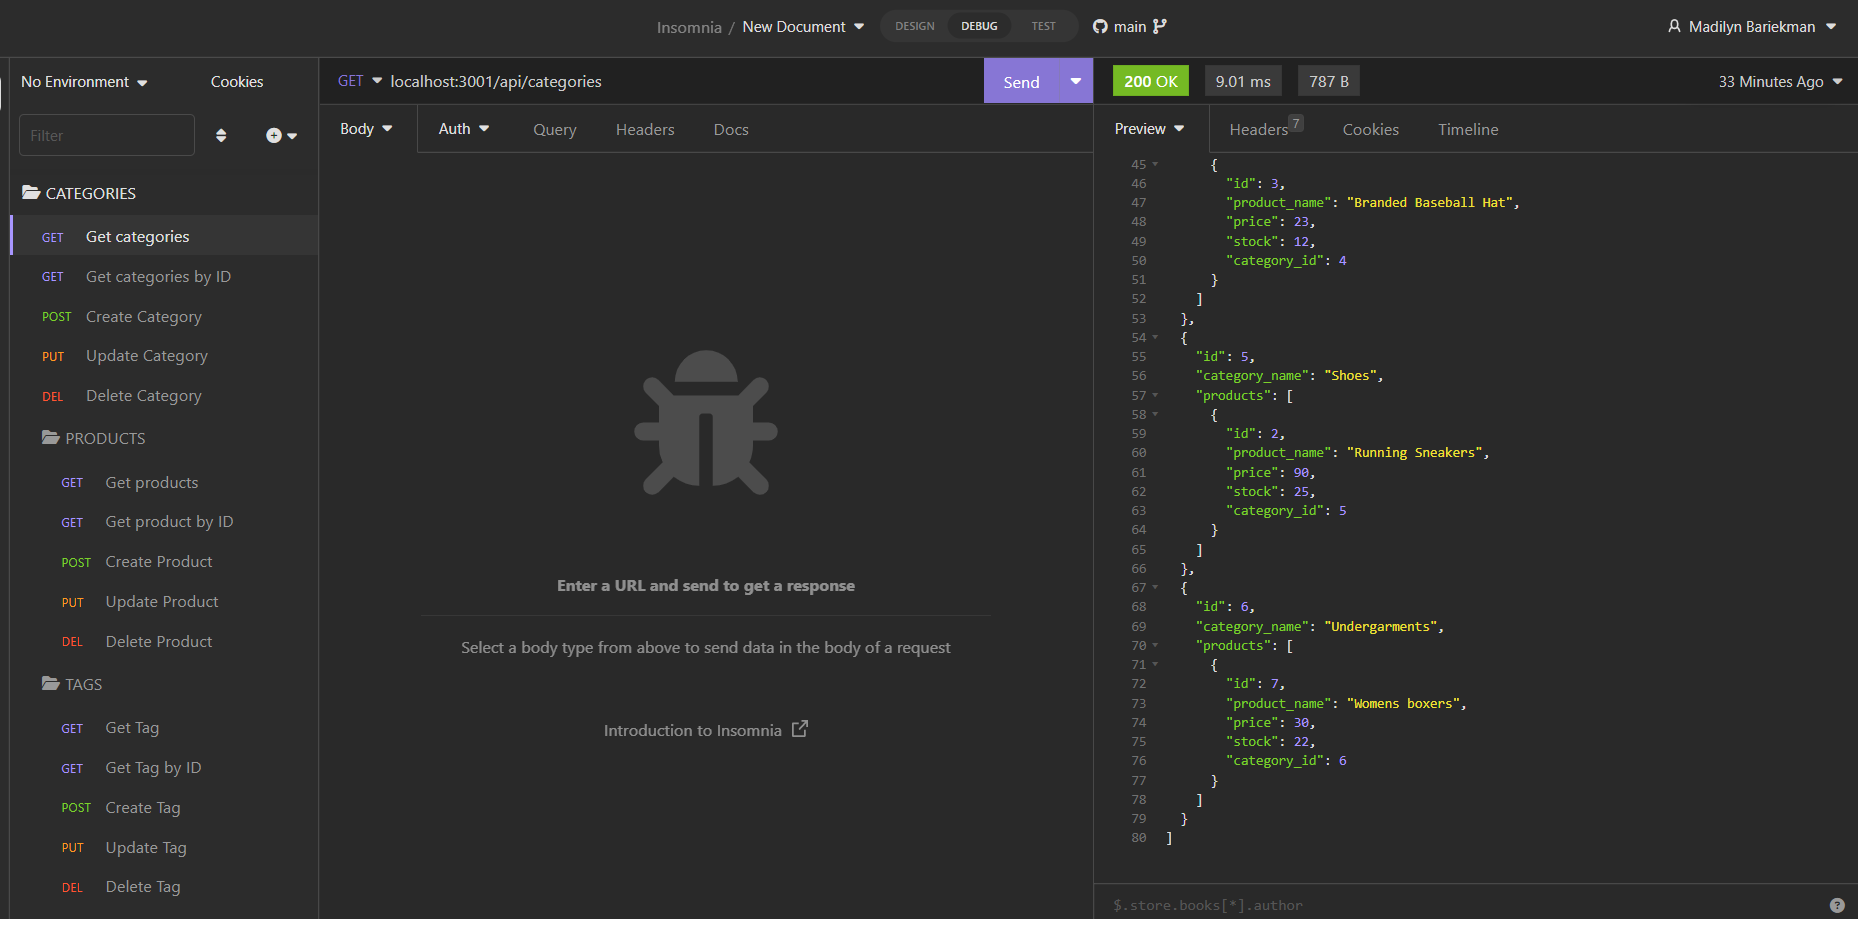 Insomnia / New Document
DESIGN DEBUG TEST
main
Madilyn Bariekman
No Environment
Cookies
Filter
CATEGORIES
GET Get categories
GET Get categories by ID
POST Create Category
PUT Update Category
DEL Delete Category
PRODUCTS
GET Get products
GET Get product by ID
POST Create Product
PUT Update Product
DEL Delete Product
TAGS
GET Get Tag
GET Get Tag by ID
POST Create Tag
PUT Update Tag
DEL Delete Tag
GET localhost:3001/api/categories
Send
Body Auth Query Headers Docs
Enter a URL and send to get a response
Select a body type from above to send data in the body of a request
Introduction to Insomnia
200 OK 9.01 ms 787 B 33 Minutes Ago
Preview Headers 7 Cookies Timeline
45 {
46 "id": 3,
47 "product_name": "Branded Baseball Hat",
48 "price": 23,
49 "stock": 12,
50 "category_id": 4
51 }
52 ]
53 },
54 {
55 "id": 5,
56 "category_name": "Shoes",
57 "products": [
58 {
59 "id": 2,
60 "product_name": "Running Sneakers",
61 "price": 90,
62 "stock": 25,
63 "category_id": 5
64 }
65 ]
66 },
67 {
68 "id": 6,
69 "category_name": "Undergarments",
70 "products": [
71 {
72 "id": 7,
73 "product_name": "Womens boxers",
74 "price": 30,
75 "stock": 22,
76 "category_id": 6
77 }
78 ]
79 }
80 ]
$.store.books[*].author
?